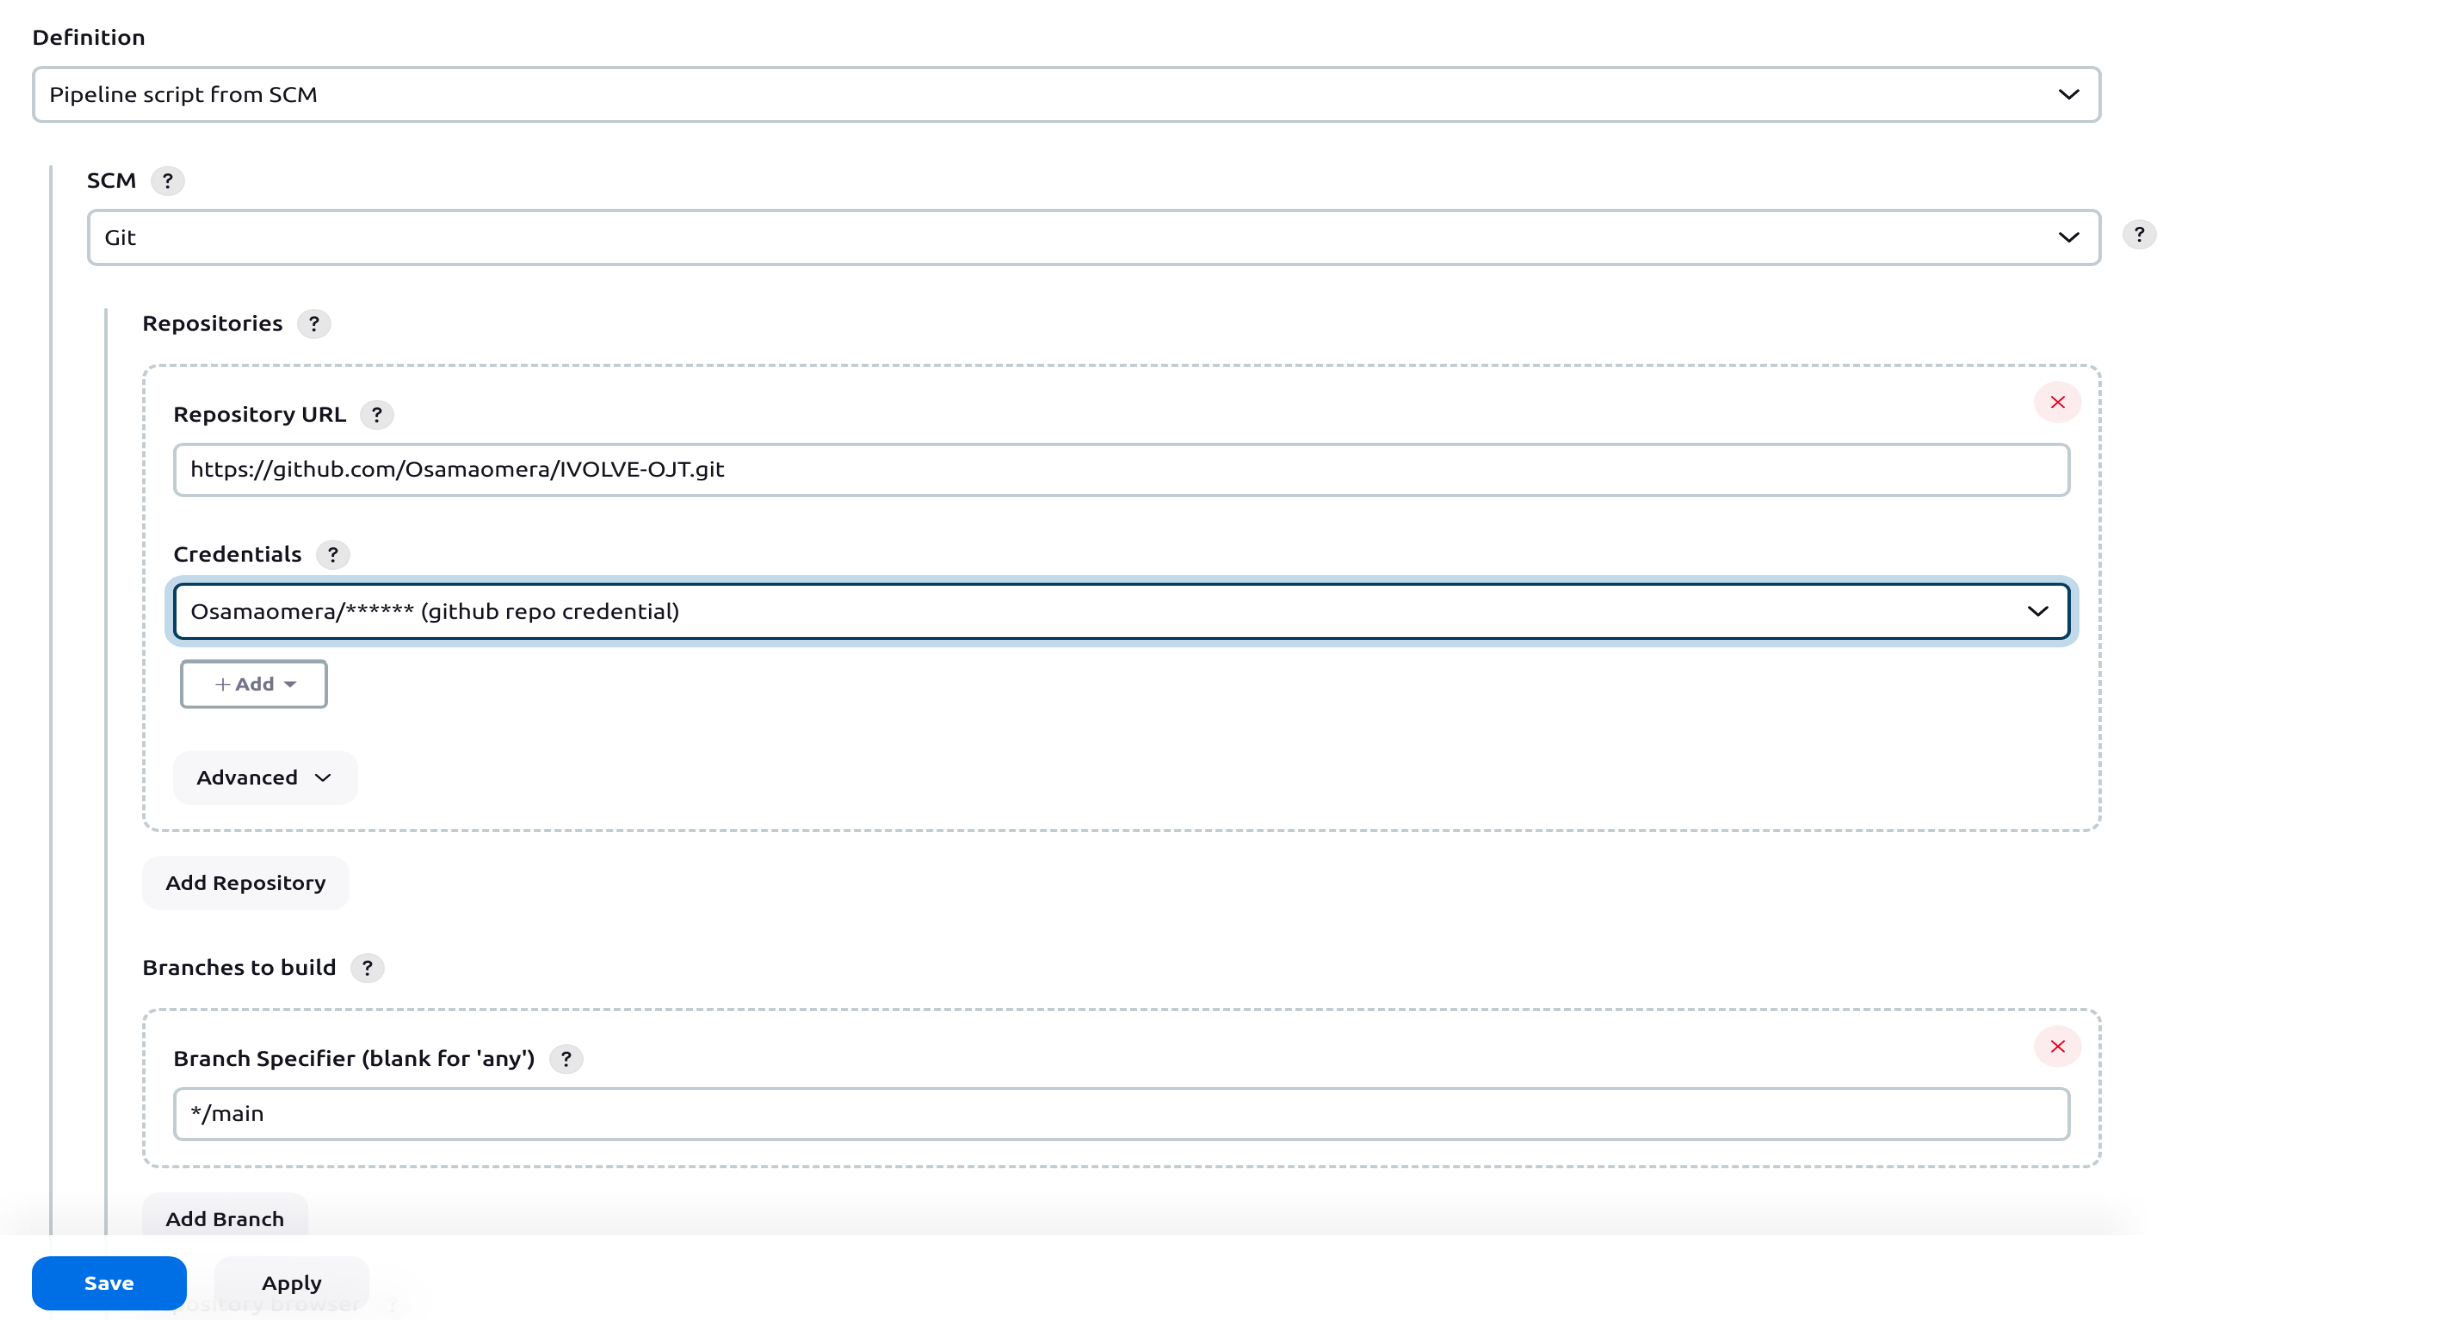 Definition
Pipeline script from SCM
SCM ?
Git
?
Repositories ?
Repository URL ?
https://github.com/Osamaomera/IVOLVE-OJT.git
Credentials ?
Osamaomera/****** (github repo credential)
+ Add
Advanced
Add Repository
Branches to build ?
Branch Specifier (blank for 'any') ?
*/main
Add Branch
Save Apply
ository browser ?